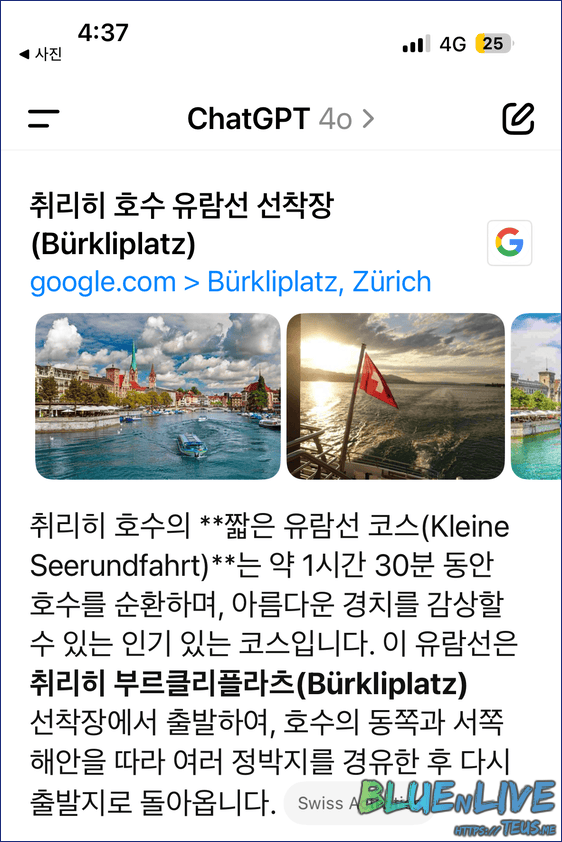 4:37
◀ 사진
4G 25
ChatGPT 4o >
취리히 호수 유람선 선착장
(Bürkliplatz)
google.com > Bürkliplatz, Zürich
취리히 호수의 **짧은 유람선 코스(Kleine
Seerundfahrt)**는 약 1시간 30분 동안
호수를 순환하며, 아름다운 경치를 감상할
수 있는 인기 있는 코스입니다. 이 유람선은
취리히 부르클리플라츠(Bürkliplatz)
선착장에서 출발하여, 호수의 동쪽과 서쪽
해안을 따라 여러 정박지를 경유한 후 다시
출발지로 돌아옵니다. Swiss
BLUEnLIVE
HTTPS://TEUS.ME